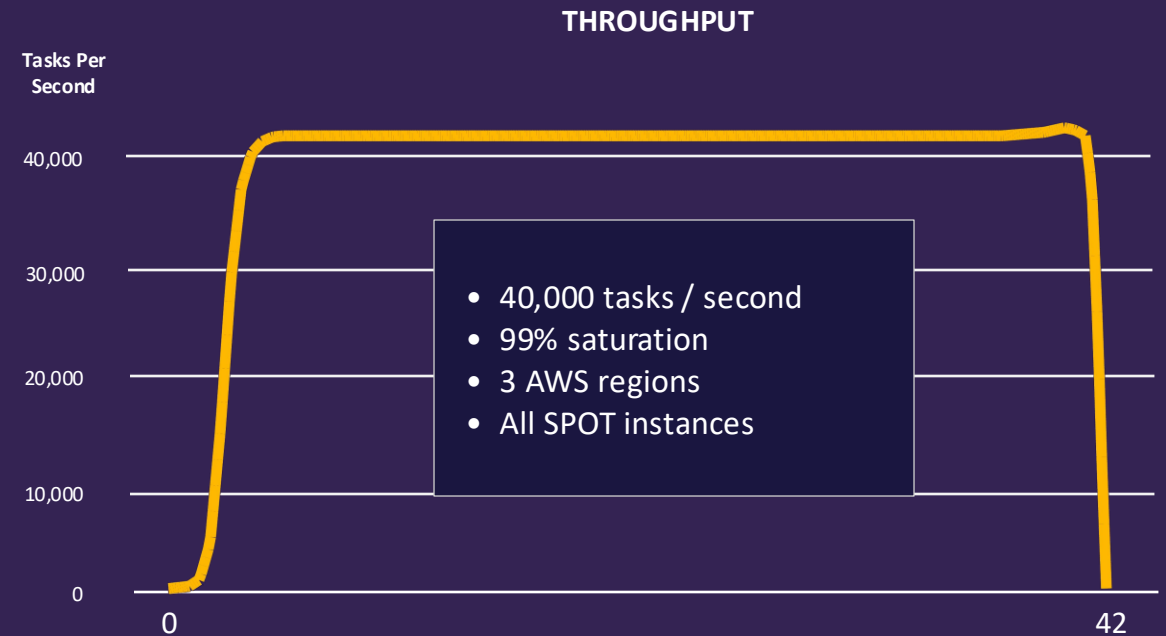 THROUGHPUT
Tasks Per
Second
40,000
30,000
20,000
10,000
0
• 40,000 tasks / second
• 99% saturation
• 3 AWS regions
• All SPOT instances
0
42